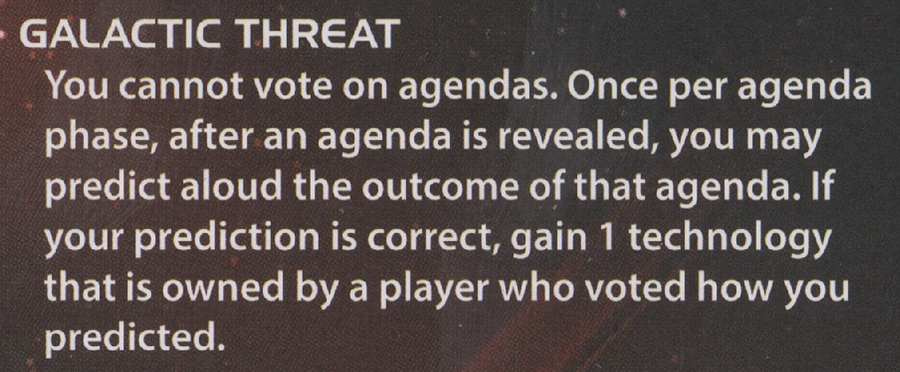 GALACTIC THREAT
You cannot vote on agendas. Once per agenda
phase, after an agenda is revealed, you may
predict aloud the outcome of that agenda. If
your prediction is correct, gain 1 technology
that is owned by a player who voted how you
predicted.